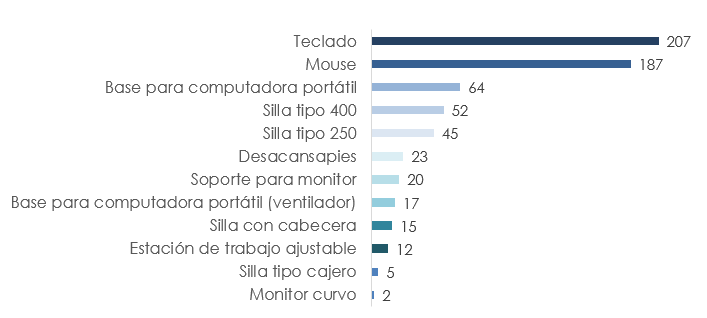 Teclado 207
Mouse 187
Base para computadora portátil 64
Silla tipo 400 52
Silla tipo 250 45
Desacansapies 23
Soporte para monitor 20
Base para computadora portátil (ventilador) 17
Silla con cabecera 15
Estación de trabajo ajustable 12
Silla tipo cajero 5
Monitor curvo 2